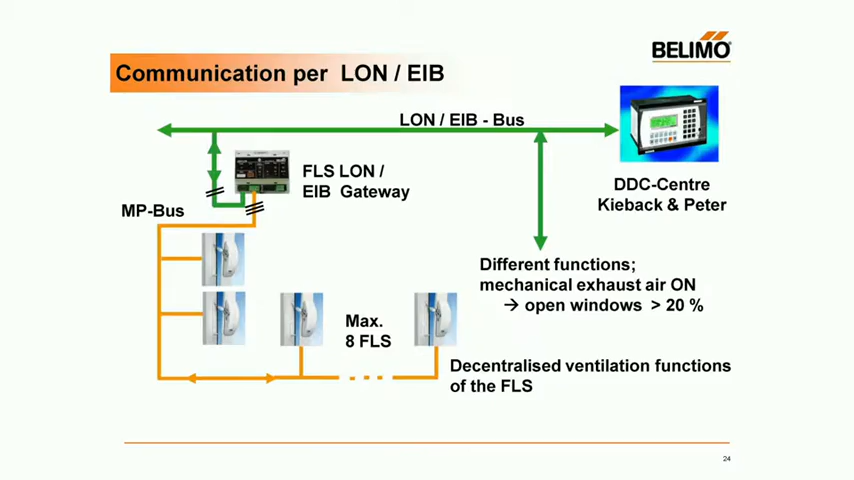 BELIMO
Communication per LON / EIB
LON / EIB - Bus
FLS LON /
EIB Gateway
DDC-Centre
Kieback & Peter
MP-Bus
Different functions;
mechanical exhaust air ON
→ open windows > 20 %
Max.
8 FLS
Decentralised ventilation functions
of the FLS
24